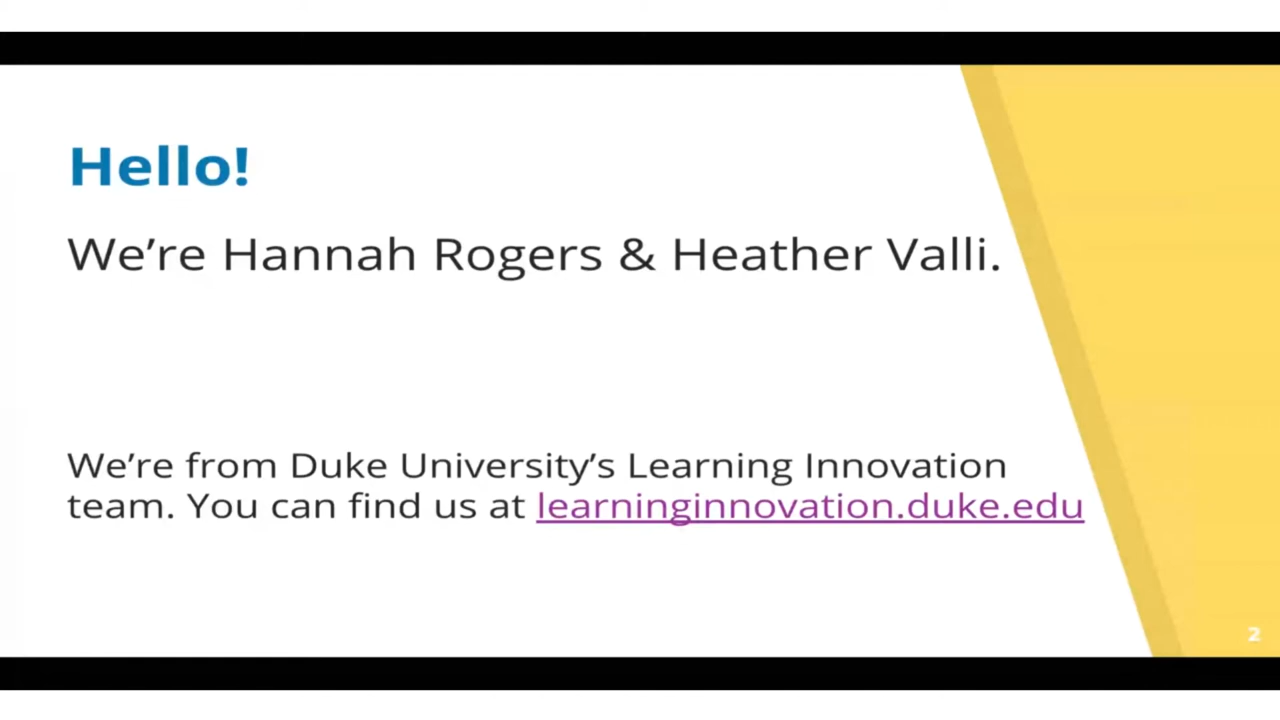 Hello!
We’re Hannah Rogers & Heather Valli.
We’re from Duke University’s Learning Innovation
team. You can find us at learninginnovation.duke.edu
2